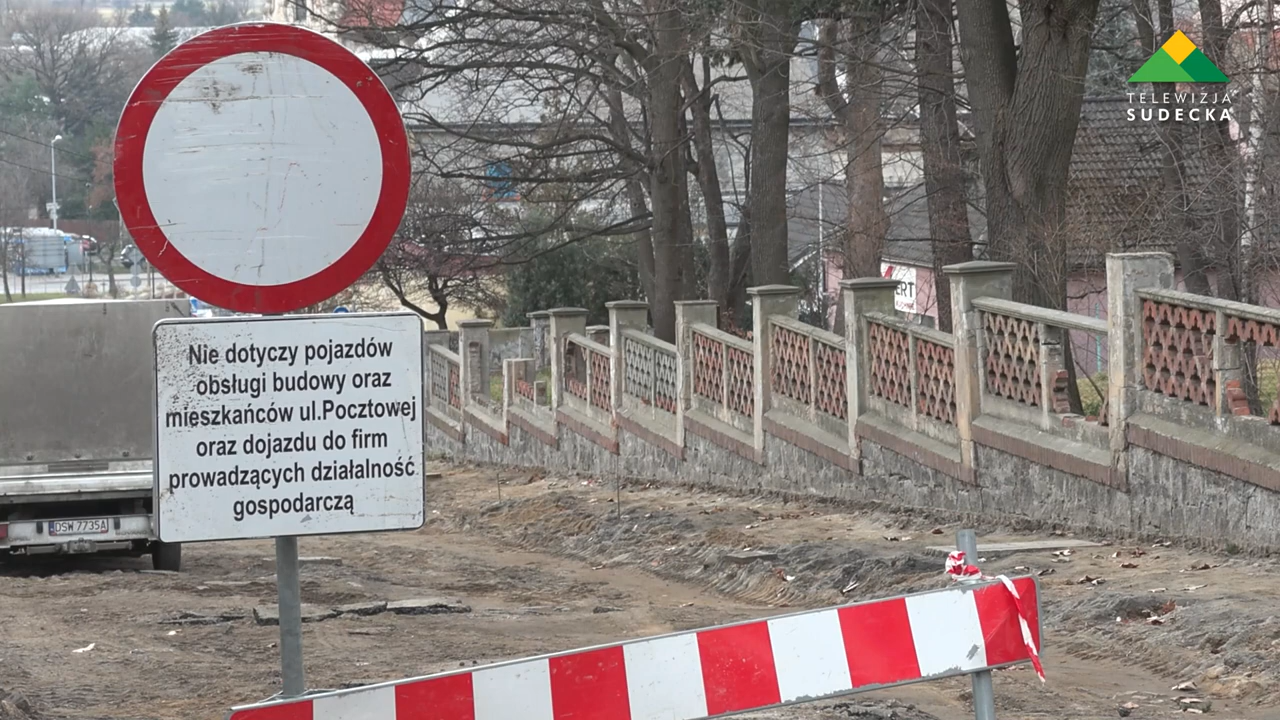 TELEWIZJA
SUDECKA
Nie dotyczy pojazdów
obsługi budowy oraz
mieszkańców ul.Pocztowej
oraz dojazdu do firm
prowadzących działalność
gospodarczą
DSW 7735A
ERT